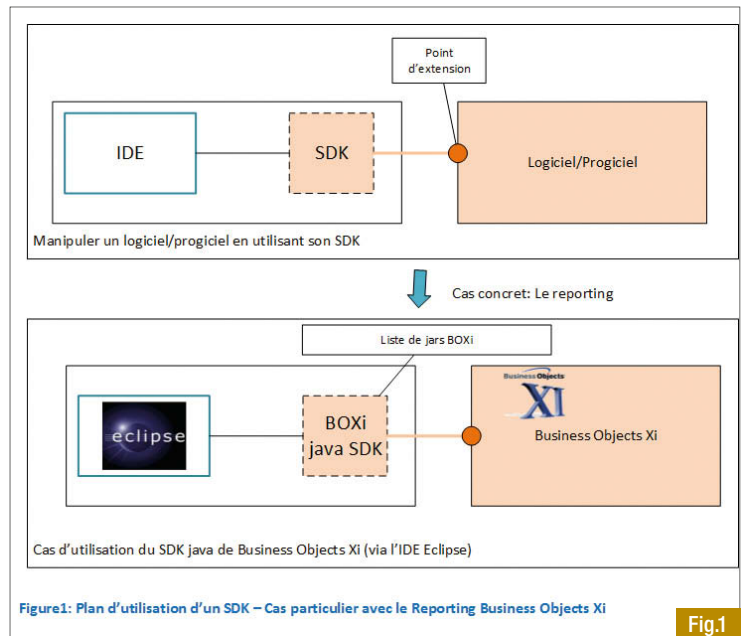 Point
d'extension
IDE
SDK
Logiciel/Progiciel
Manipuler un logiciel/progiciel en utilisant son SDK
Cas concret: Le reporting
Liste de jars BOXi
eclipse
BOXi
java SDK
Business Objects
XI
Business Objects Xi
Cas d'utilisation du SDK java de Business Objects Xi (via l'IDE Eclipse)
Figure1: Plan d'utilisation d'un SDK – Cas particulier avec le Reporting Business Objects Xi
Fig.1